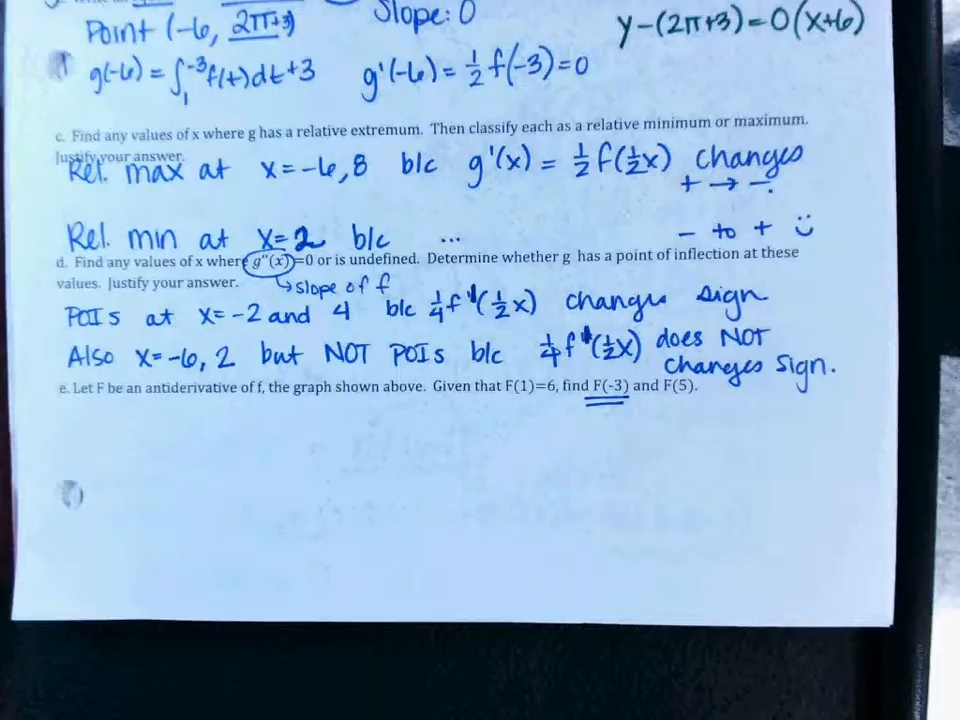 Point (-6, 2π+3) Slope: 0 y-(2π+3)=0(x+6)
g(-6) = ∫₁⁻³ f(t)dt+3 g'(-6) = ½ f(-3)=0
c. Find any values of x where g has a relative extremum. Then classify each as a relative minimum or maximum.
Justify your answer.
Rel. max at x=-6,8 b/c g'(x) = ½ f(½x) changes
+ → -.
Rel. min at x=2 b/c ... - to + :)
d. Find any values of x where g"(x)=0 or is undefined. Determine whether g has a point of inflection at these
values. Justify your answer. ↳slope of f
POIs at x=-2 and 4 b/c ¼f'(½x) changes sign
Also x=-6, 2 but NOT POIs b/c ¼f'(½x) does NOT
changes sign.
e. Let F be an antiderivative of f, the graph shown above. Given that F(1)=6, find F(-3) and F(5).